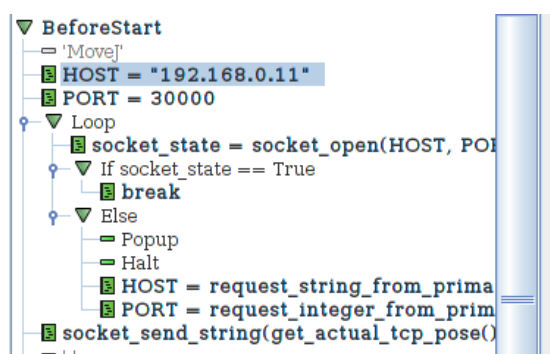 BeforeStart
'MoveJ'
HOST = "192.168.0.11"
PORT = 30000
Loop
socket_state = socket_open(HOST,
If socket_state == True
break
Else
Popup
Halt
HOST = request_string_from_prima
PORT = request_integer_from_prim
socket_send_string(get_actual_tcp_pose()